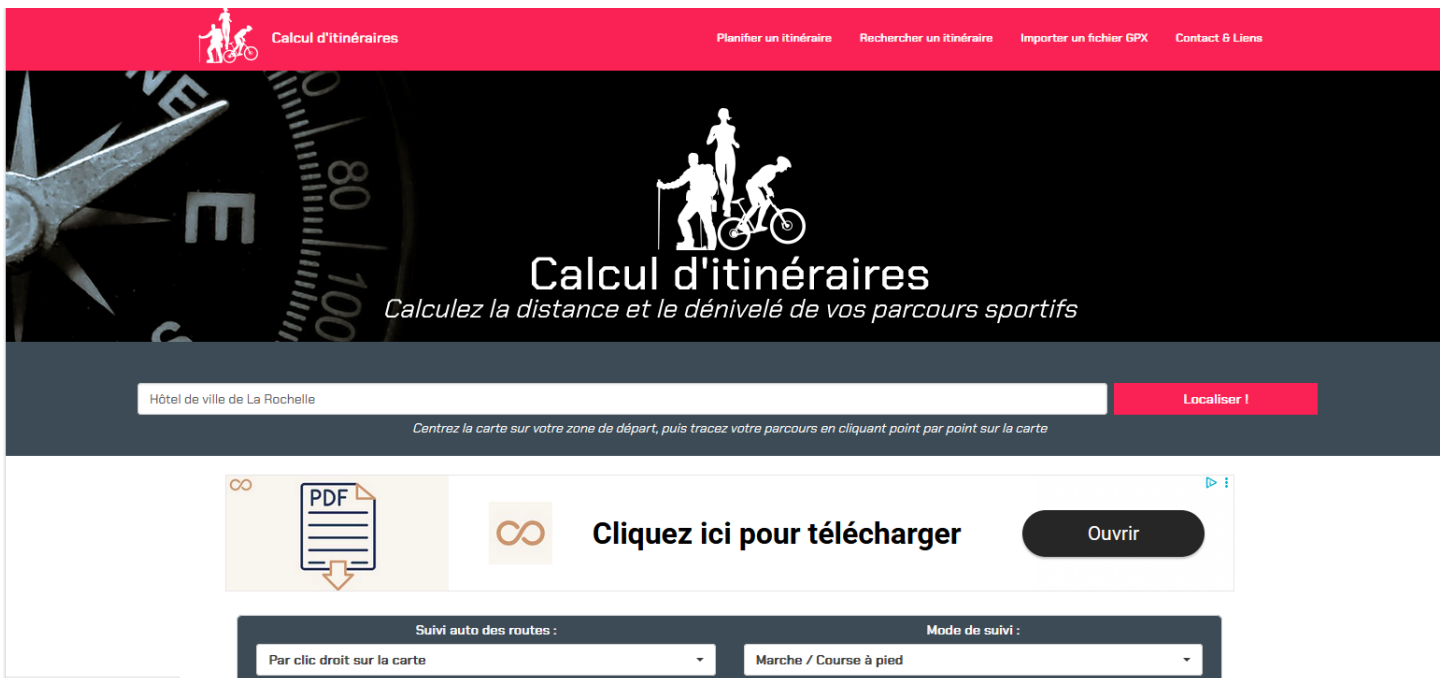 Calcul d'itinéraires
Planifier un itinéraire
Rechercher un itinéraire
Importer un fichier GPX
Contact & Liens
NE
E
80
100
Calcul d'itinéraires
Calculez la distance et le dénivelé de vos parcours sportifs
Hôtel de ville de La Rochelle
Localiser !
Centrez la carte sur votre zone de départ, puis tracez votre parcours en cliquant point par point sur la carte
PDF
Cliquez ici pour télécharger
Ouvrir
Suivi auto des routes :
Mode de suivi :
Par clic droit sur la carte
Marche / Course à pied